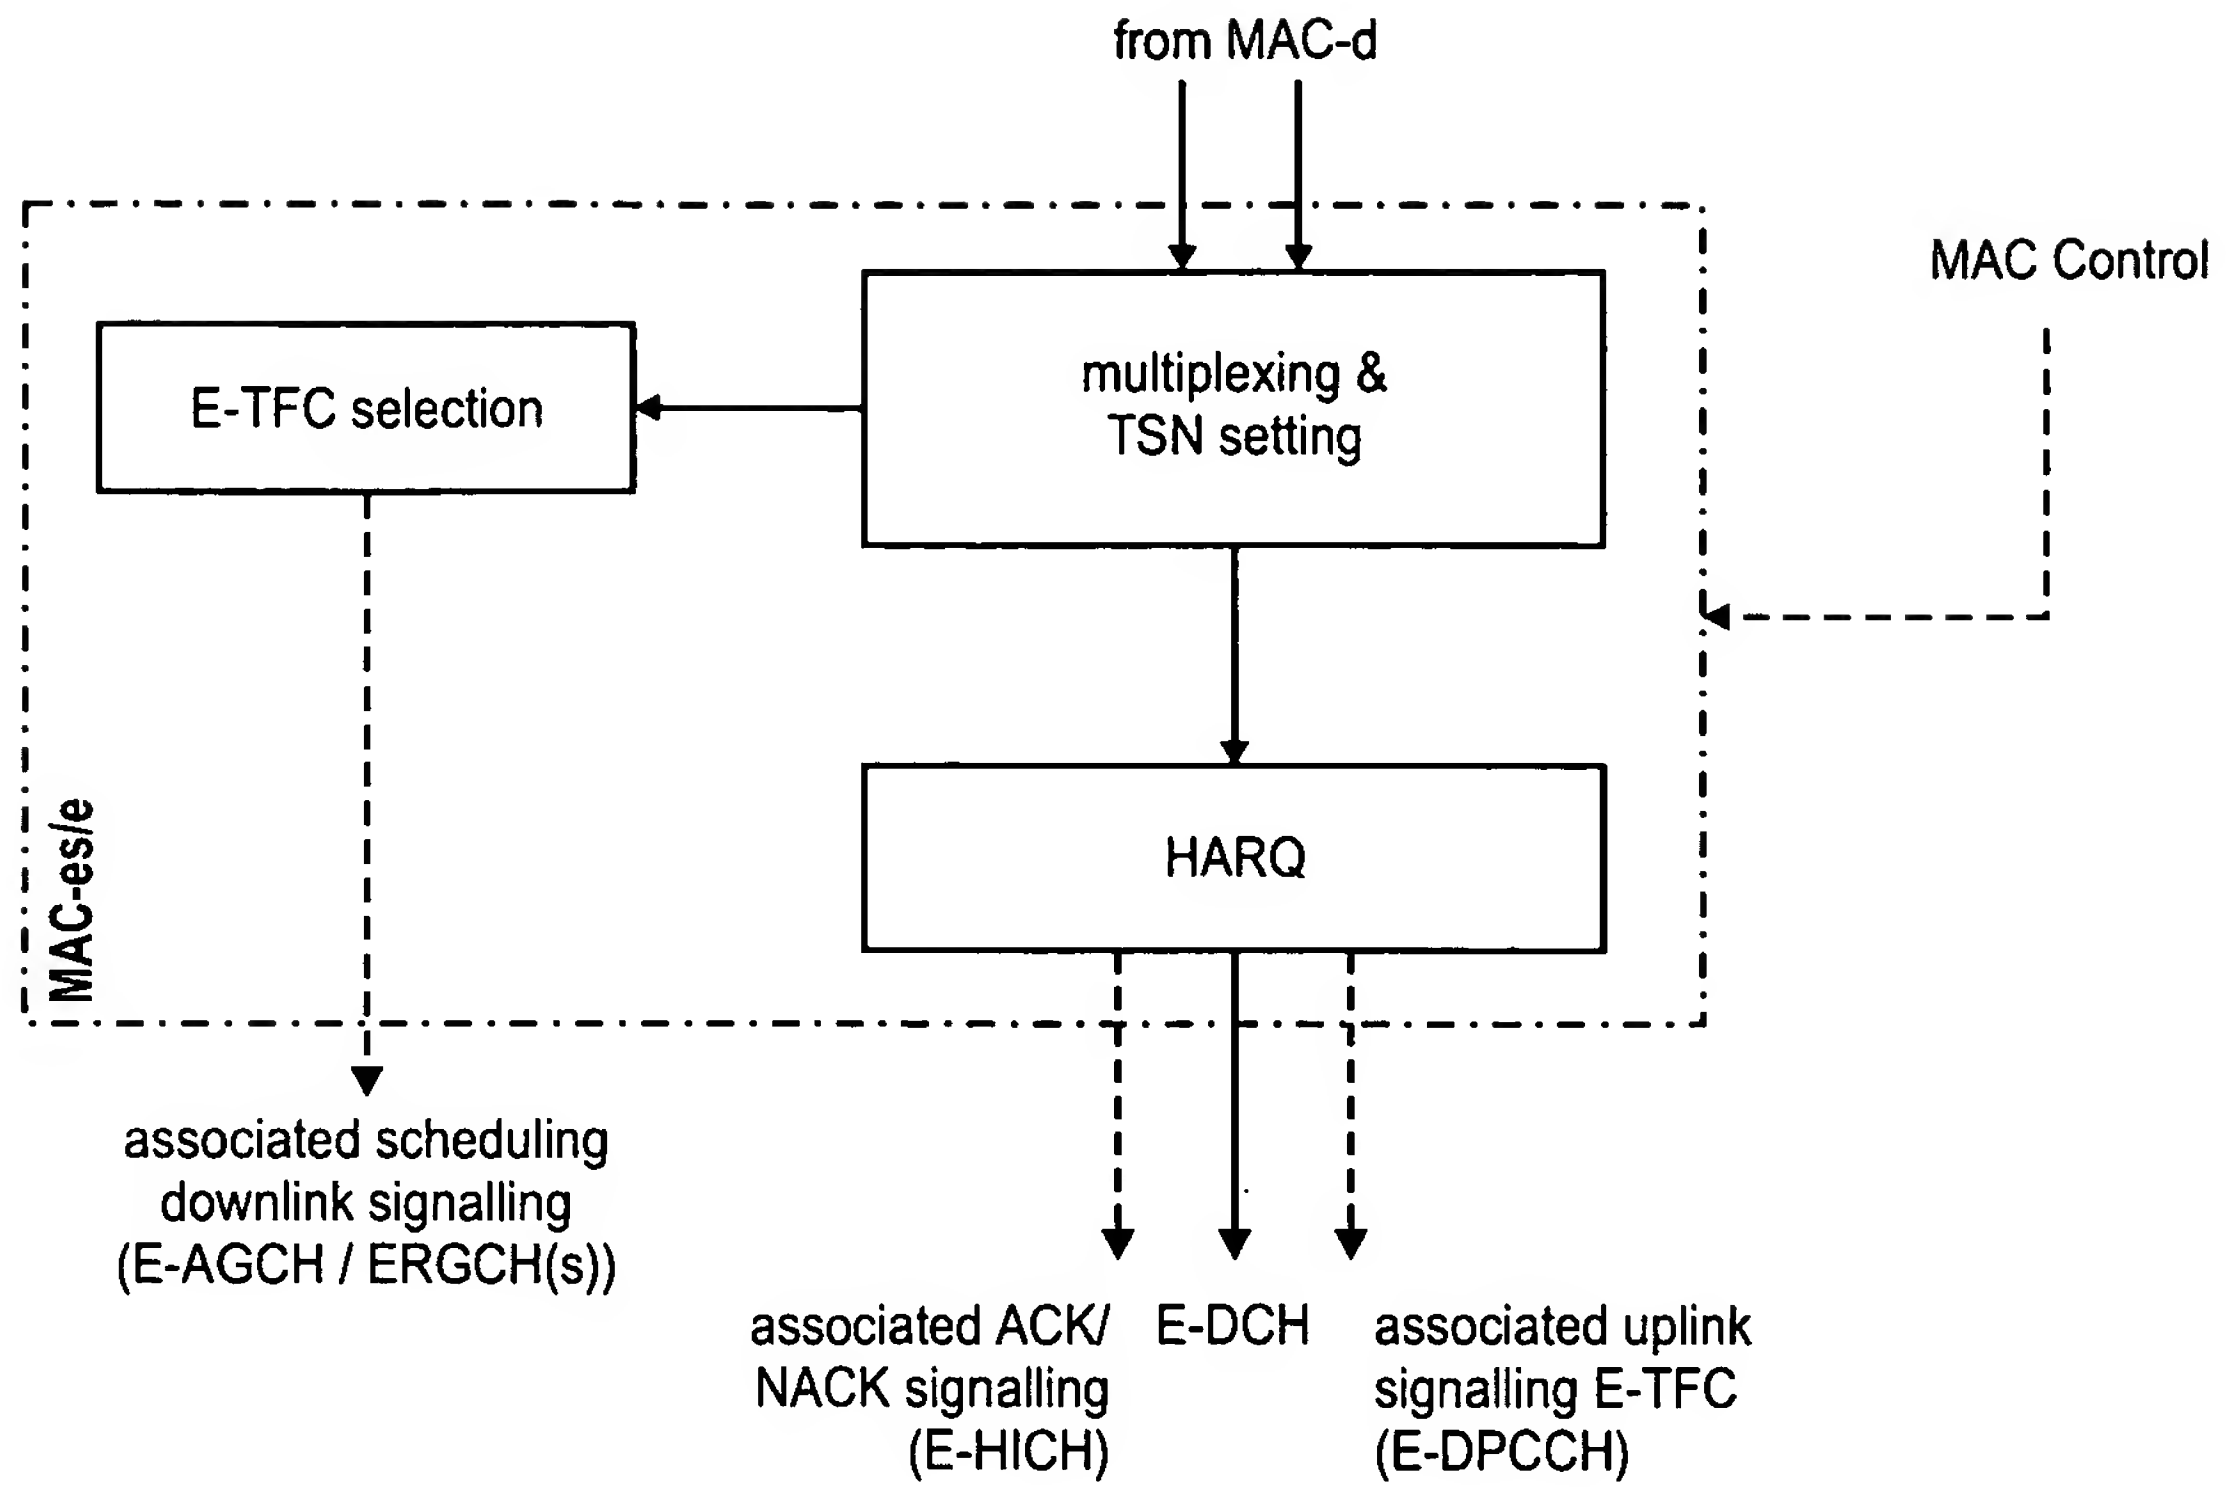 from MAC-d
MAC Control
multiplexing &
TSN setting
E-TFC selection
HARQ
MAC-es/e
associated scheduling
downlink signalling
(E-AGCH / ERGCH(s))
associated ACK/
NACK signalling
(E-HICH)
E-DCH
associated uplink
signalling E-TFC
(E-DPCCH)